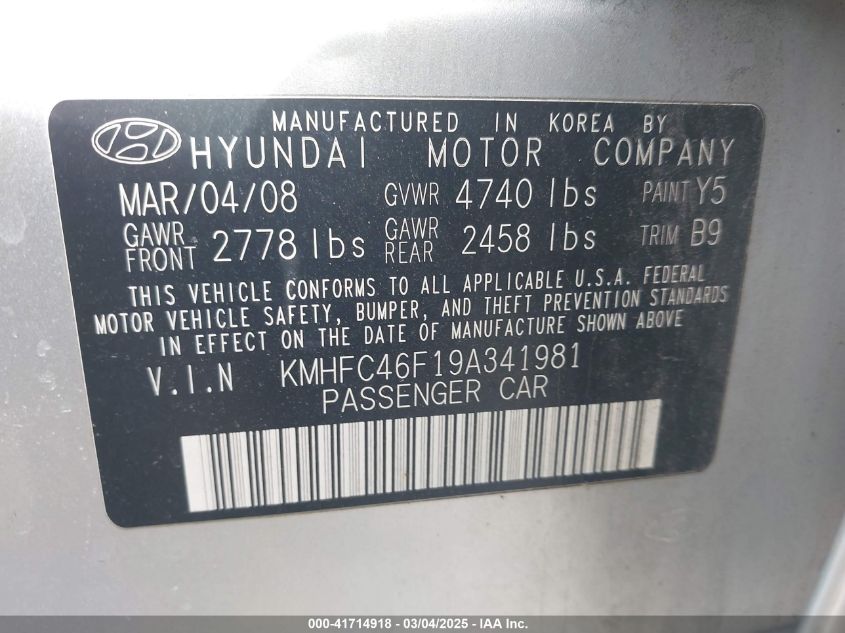 MANUFACTURED IN KOREA BY
HYUNDAI MOTOR COMPANY
MAR/04/08 GVWR 4740 lbs PAINT Y5
GAWR FRONT 2778 lbs GAWR REAR 2458 lbs TRIM B9
THIS VEHICLE CONFORMS TO ALL APPLICABLE U.S.A. FEDERAL
MOTOR VEHICLE SAFETY, BUMPER, AND THEFT PREVENTION STANDARDS
IN EFFECT ON THE DATE OF MANUFACTURE SHOWN ABOVE
V.I.N KMHFC46F19A341981
PASSENGER CAR
000-41714918 - 03/04/2025 - IAA Inc.